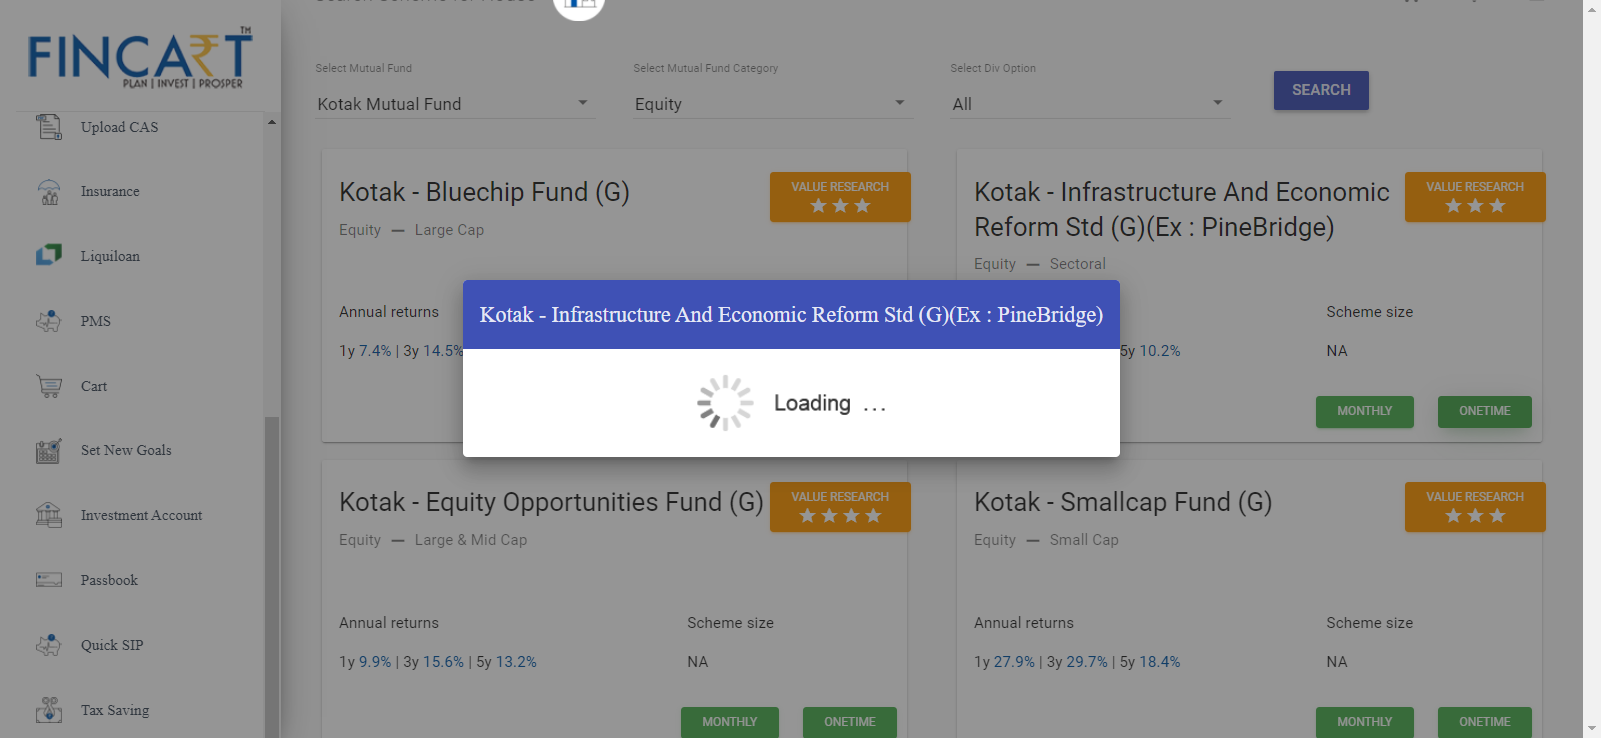 FINCART TM
PLAN | INVEST | PROSPER
Upload CAS
Insurance
Liquiloan
PMS
Cart
Set New Goals
Investment Account
Passbook
Quick SIP
Tax Saving
Select Mutual Fund
Kotak Mutual Fund
Select Mutual Fund Category
Equity
Select Div Option
All
SEARCH
Kotak - Bluechip Fund (G)
Equity — Large Cap
VALUE RESEARCH
Annual returns
1y 7.4% | 3y 14.5%
Kotak - Infrastructure And Economic
Reform Std (G)(Ex : PineBridge)
Equity — Sectoral
VALUE RESEARCH
Scheme size
5y 10.2%
NA
MONTHLY
ONETIME
Kotak - Infrastructure And Economic Reform Std (G)(Ex : PineBridge)
Loading ...
Kotak - Equity Opportunities Fund (G)
Equity — Large & Mid Cap
VALUE RESEARCH
Annual returns
Scheme size
1y 9.9% | 3y 15.6% | 5y 13.2%
NA
MONTHLY
ONETIME
Kotak - Smallcap Fund (G)
Equity — Small Cap
VALUE RESEARCH
Annual returns
Scheme size
1y 27.9% | 3y 29.7% | 5y 18.4%
NA
MONTHLY
ONETIME